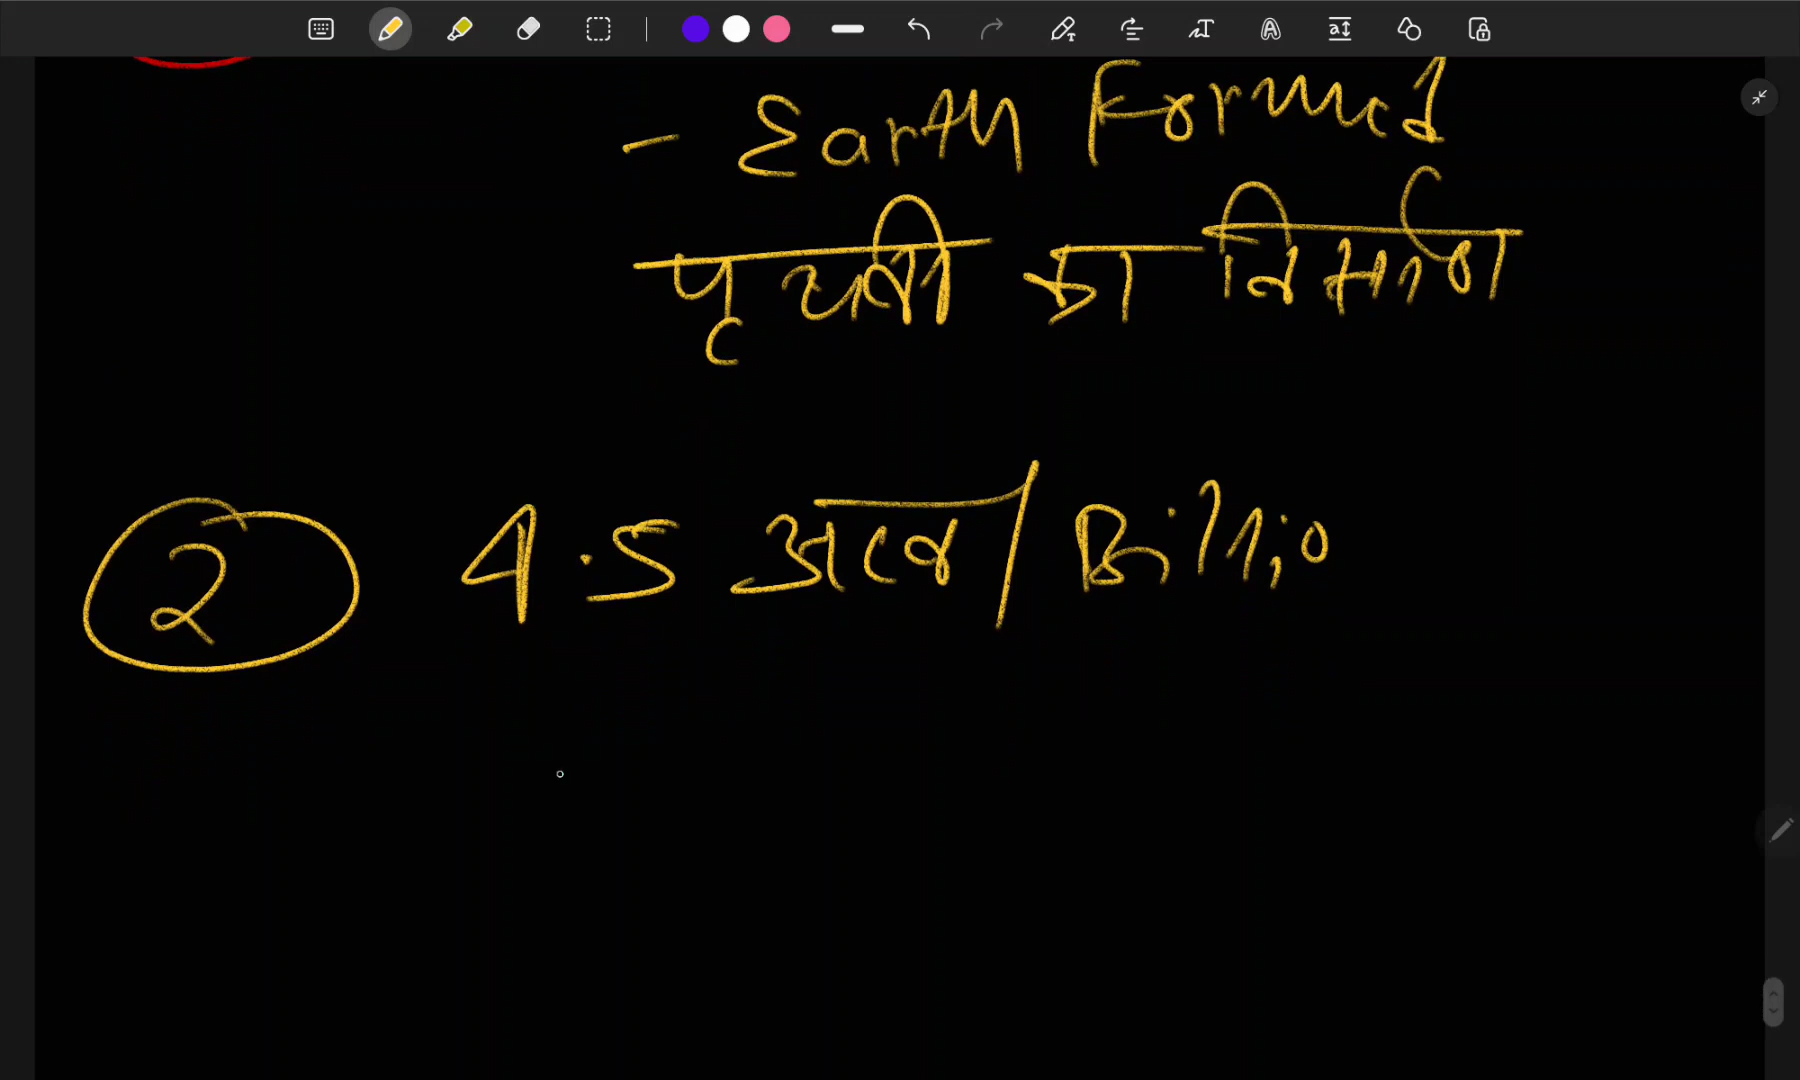 - Earth Formed
पृथ्वी का निर्माण
2 4.5 अरब/Billio